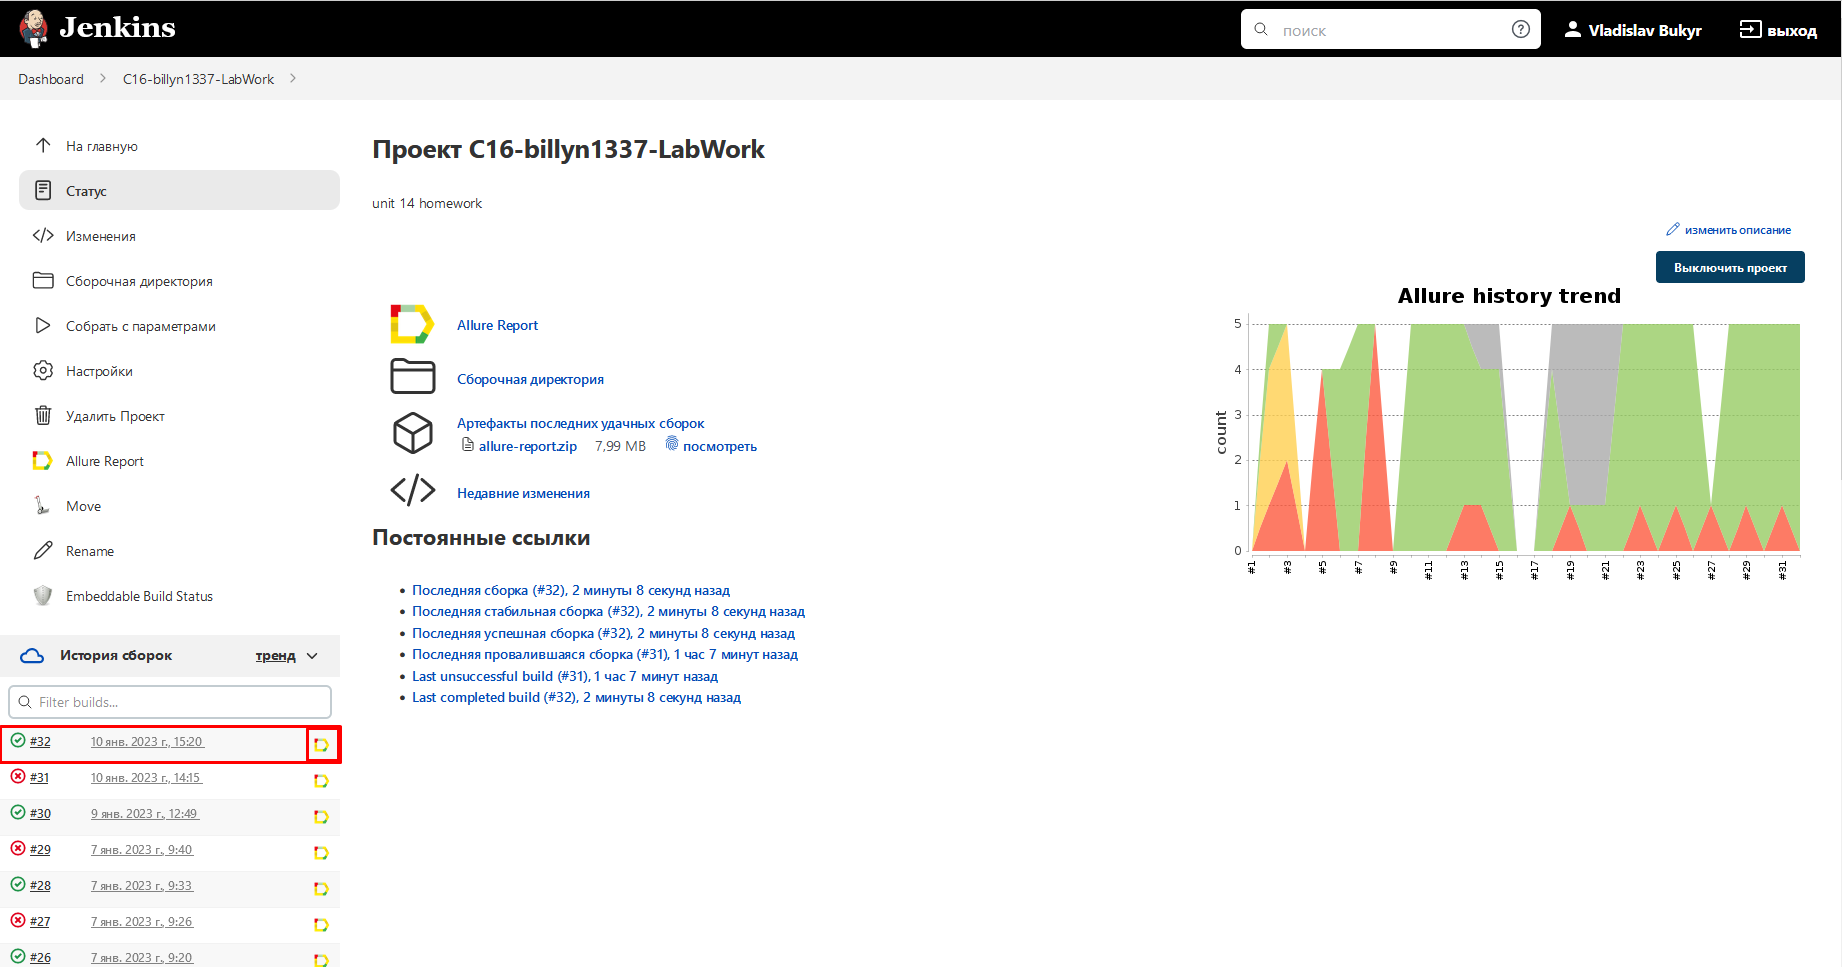 Jenkins
поиск
Vladislav Bukyr
выход
Dashboard
C16-billyn1337-LabWork
На главную
Статус
Изменения
Сборочная директория
Собрать с параметрами
Настройки
Удалить Проект
Allure Report
Move
Rename
Embeddable Build Status
История сборок
тренд
Filter builds...
#32 10 янв. 2023 г., 15:20
#31 10 янв. 2023 г., 14:15
#30 9 янв. 2023 г., 12:49
#29 7 янв. 2023 г., 9:40
#28 7 янв. 2023 г., 9:33
#27 7 янв. 2023 г., 9:26
#26 7 янв. 2023 г., 9:20
Проект C16-billyn1337-LabWork
unit 14 homework
изменить описание
Выключить проект
Allure Report
Сборочная директория
Артефакты последних удачных сборок
allure-report.zip 7,99 MB посмотреть
Недавние изменения
Постоянные ссылки
Последняя сборка (#32), 2 минуты 8 секунд назад
Последняя стабильная сборка (#32), 2 минуты 8 секунд назад
Последняя успешная сборка (#32), 2 минуты 8 секунд назад
Последняя провалившаяся сборка (#31), 1 час 7 минут назад
Last unsuccessful build (#31), 1 час 7 минут назад
Last completed build (#32), 2 минуты 8 секунд назад
Allure history trend
count
5
4
3
2
1
0
#1 #3 #5 #7 #9 #11 #13 #15 #17 #19 #21 #23 #25 #27 #29 #31